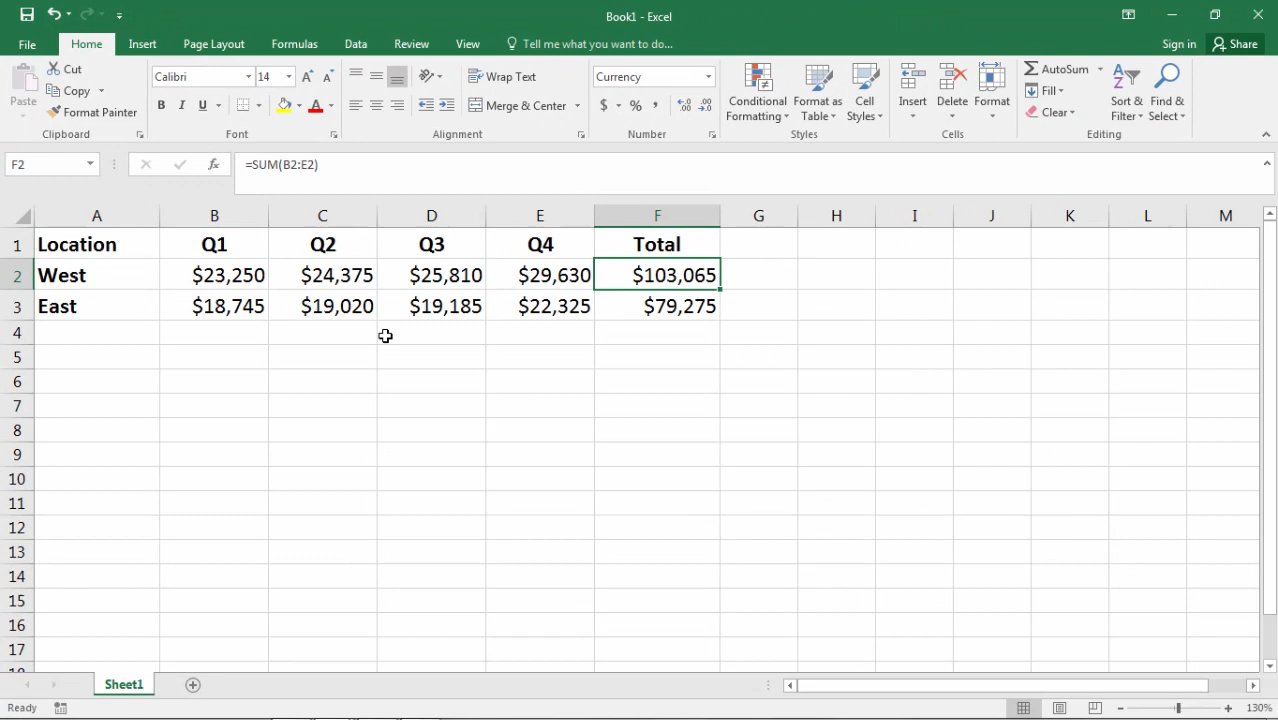 Book1 - Excel
File Home Insert Page Layout Formulas Data Review View Tell me what you want to do... Sign in Share
Paste
Cut
Copy
Format Painter
Clipboard
Calibri 14
B I U
Font
Wrap Text
Merge & Center
Alignment
Currency
$ % ,
Number
Conditional Formatting
Format as Table
Cell Styles
Styles
Insert Delete Format
Cells
AutoSum
Fill
Clear
Sort & Filter
Find & Select
Editing
F2 fx =SUM(B2:E2)
A B C D E F G H I J K L M
1 Location Q1 Q2 Q3 Q4 Total
2 West $23,250 $24,375 $25,810 $29,630 $103,065
3 East $18,745 $19,020 $19,185 $22,325 $79,275
4
5
6
7
8
9
10
11
12
13
14
15
16
17
18
Sheet1
Ready 130%